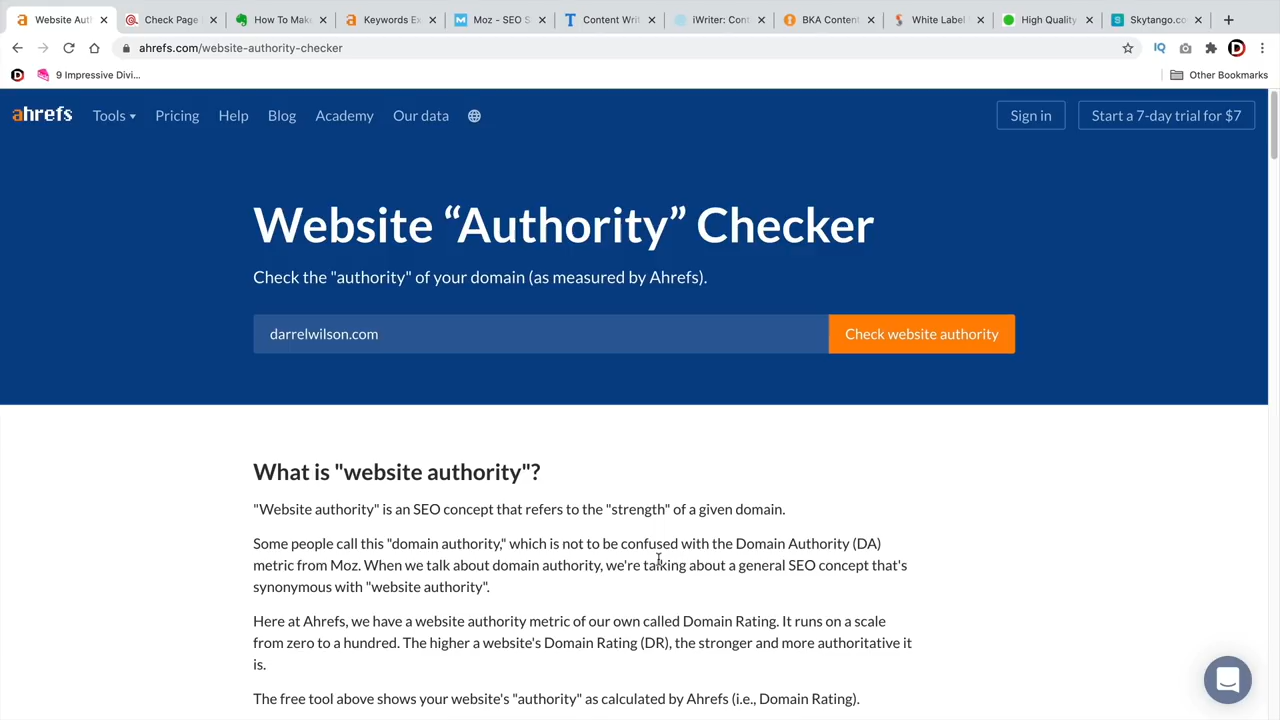 Website Auth
Check Page
How To Make
Keywords Ex
Moz - SEO S
Content Writ
iWriter: Cont
BKA Content
White Label
High Quality
Skytango.co
ahrefs.com/website-authority-checker
IQ
9 Impressive Divi...
Other Bookmarks
ahrefs
Tools
Pricing
Help
Blog
Academy
Our data
Sign in
Start a 7-day trial for $7
Website “Authority” Checker
Check the "authority" of your domain (as measured by Ahrefs).
darrelwilson.com
Check website authority
What is "website authority"?
"Website authority" is an SEO concept that refers to the "strength" of a given domain.
Some people call this "domain authority," which is not to be confused with the Domain Authority (DA)
metric from Moz. When we talk about domain authority, we're talking about a general SEO concept that's
synonymous with "website authority".
Here at Ahrefs, we have a website authority metric of our own called Domain Rating. It runs on a scale
from zero to a hundred. The higher a website's Domain Rating (DR), the stronger and more authoritative it
is.
The free tool above shows your website's "authority" as calculated by Ahrefs (i.e., Domain Rating).